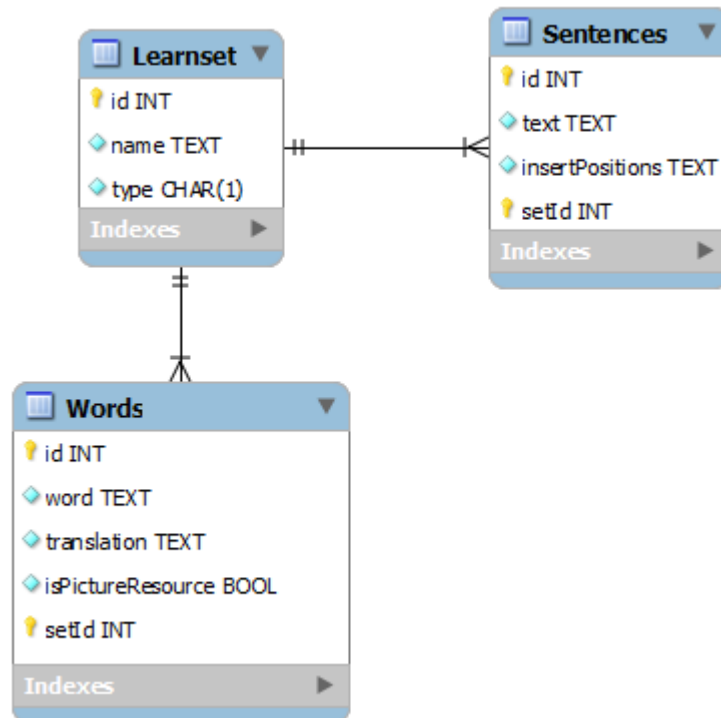 Learnset
id INT
name TEXT
type CHAR(1)
Indexes
Sentences
id INT
text TEXT
insertPositions TEXT
setId INT
Indexes
Words
id INT
word TEXT
translation TEXT
isPictureResource BOOL
setId INT
Indexes